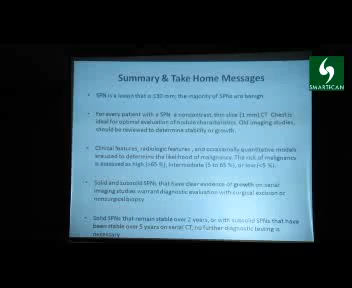 SMARTSCAN
Summary & Take Home Messages
• SPN is a lesion that is ≤30 mm; the majority of SPNs are benign
• For every patient with a SPN a noncontrast, thin slice (1 mm) CT Chest is
ideal for optimal evaluation of nodule characteristics. Old imaging studies,
should be reviewed to determine stability or growth.
• Clinical features, radiologic features, and occasionally quantitative models
are used to determine the likelihood of malignancy. The risk of malignancy
is assessed as high (>65 %), intermediate (5 to 65 %), or low (<5 %).
• Solid and subsolid SPNs that have clear evidence of growth on serial
imaging studies warrant diagnostic evaluation with surgical excision or
nonsurgical biopsy
• Solid SPNs that remain stable over 2 years, or with subsolid SPNs that have
been stable over 5 years on serial CT, no further diagnostic testing is
necessary